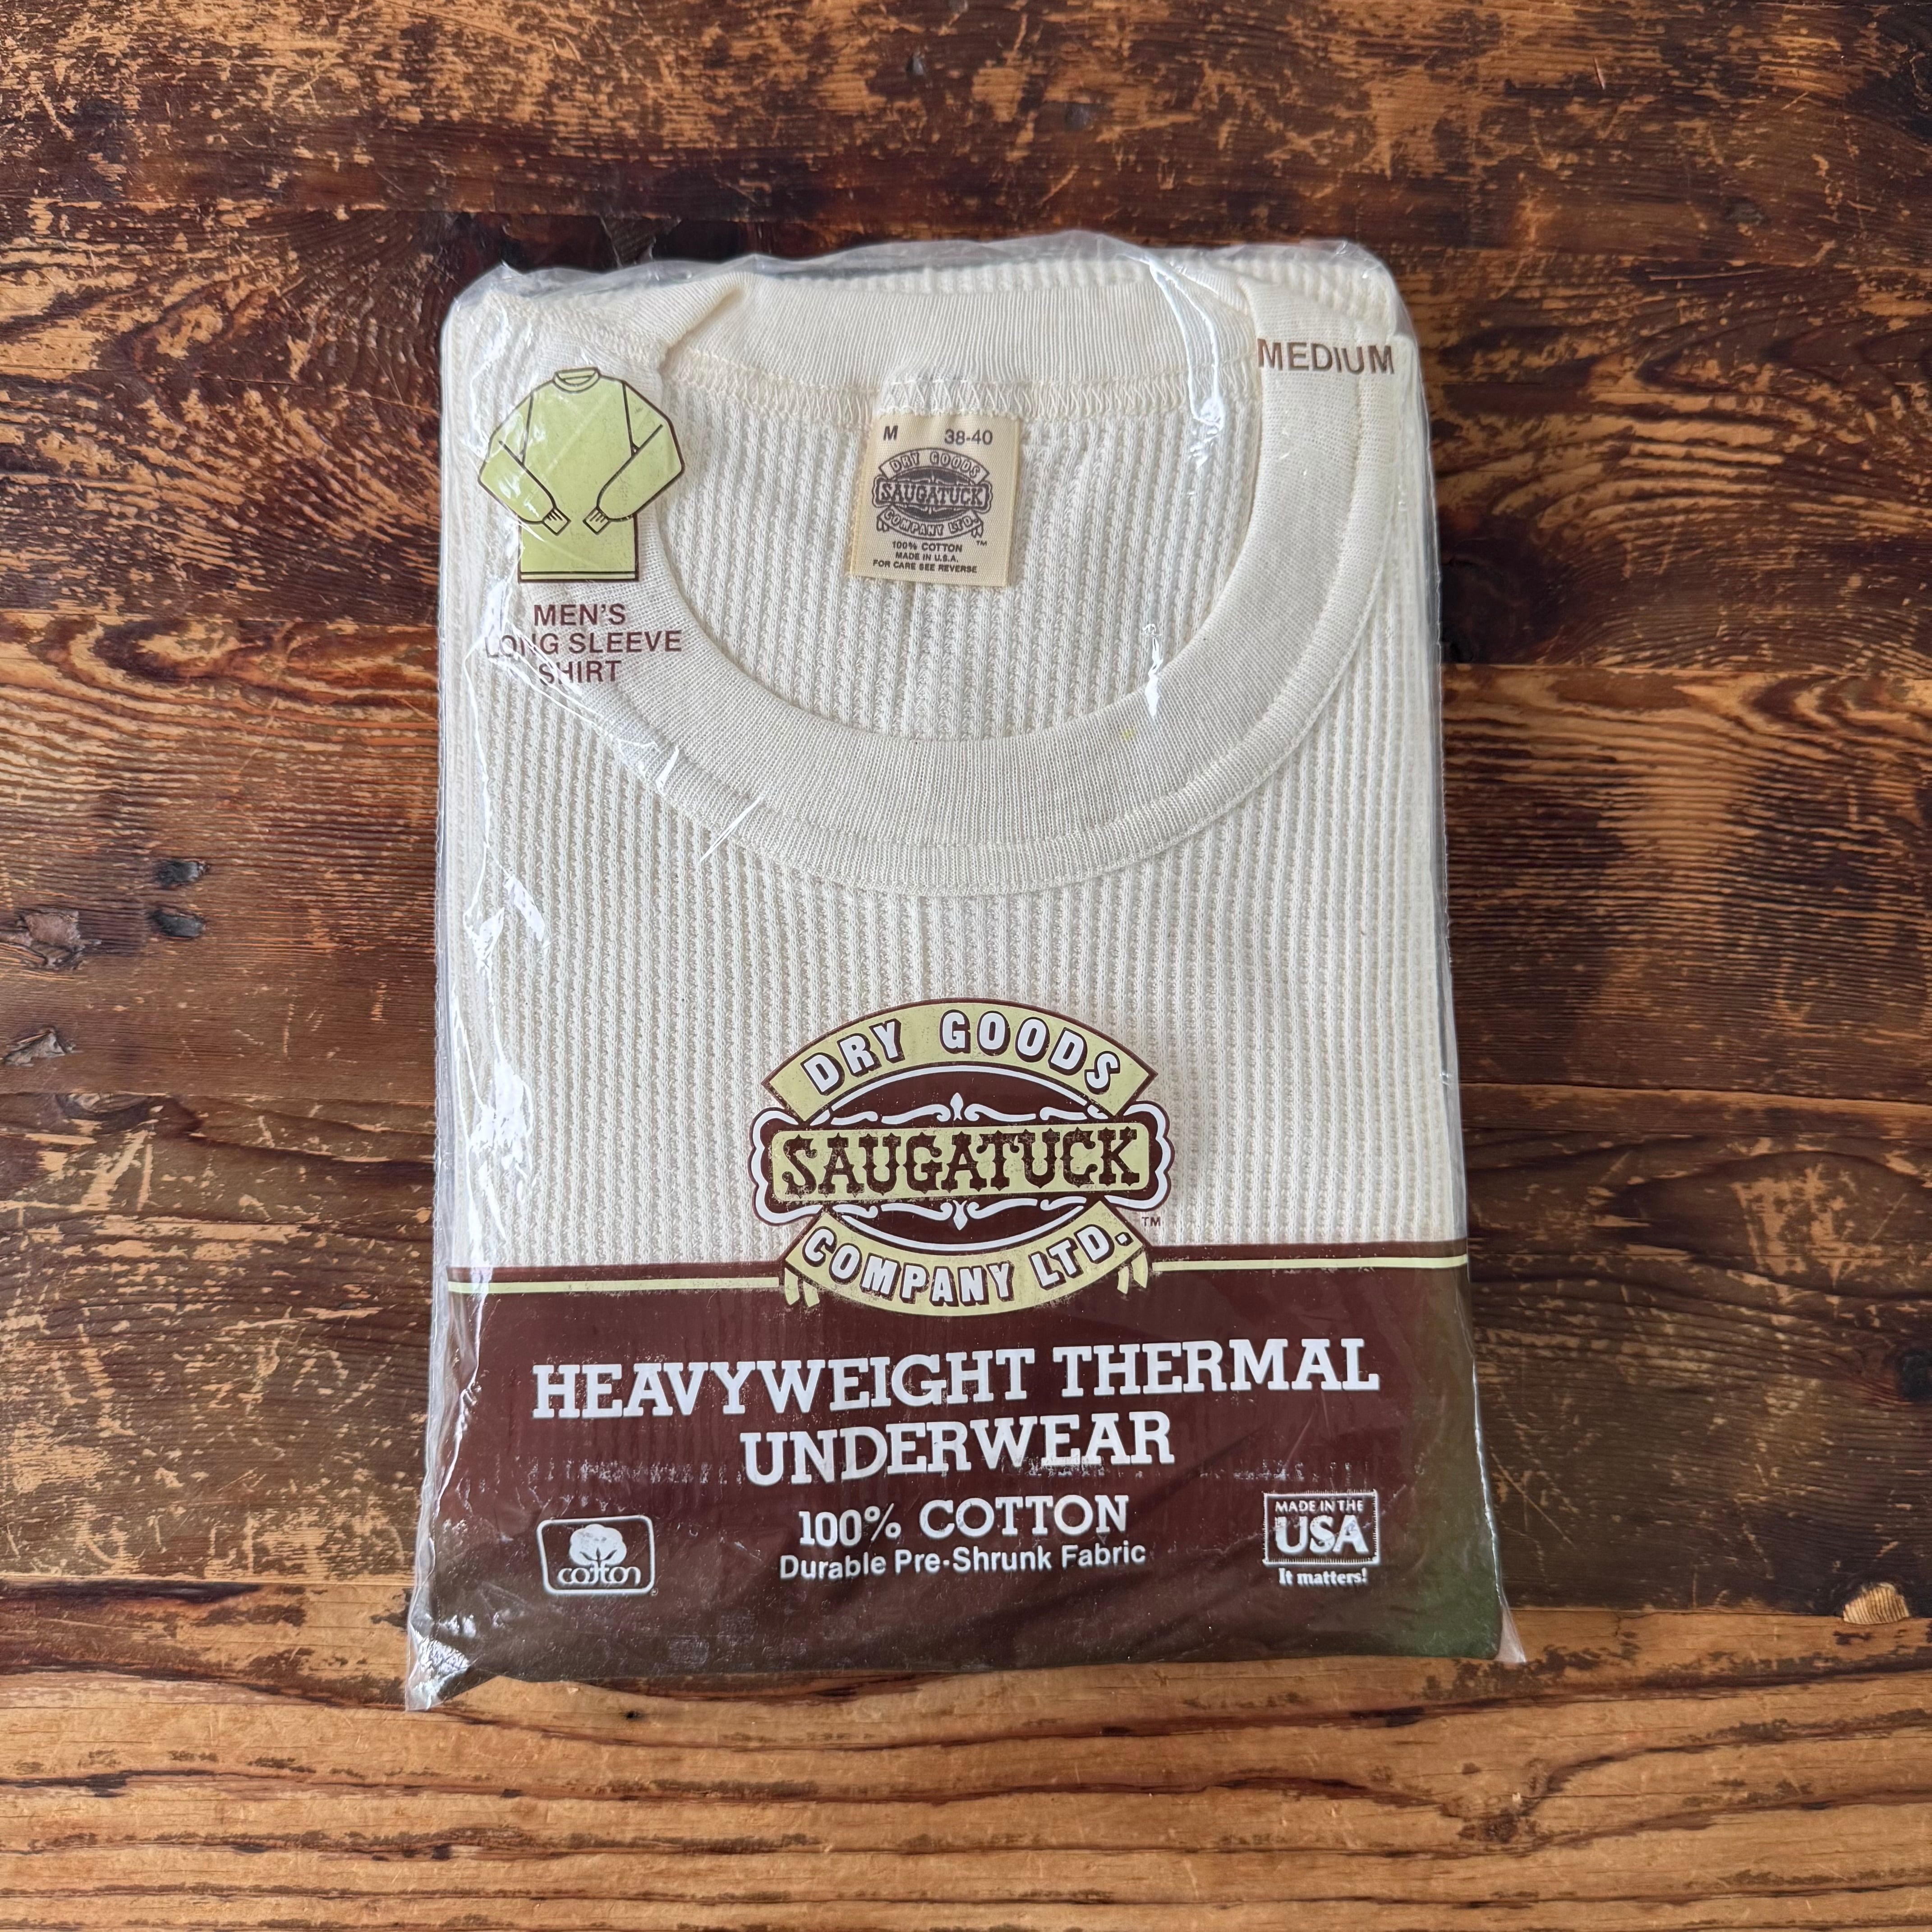 MEDIUM
M 38-40
DRY GOODS
SAUGATUCK
COMPANY LTD.
™
100% COTTON
MADE IN U.S.A.
FOR CARE SEE REVERSE
MEN'S
LONG SLEEVE
SHIRT
DRY GOODS
SAUGATUCK
COMPANY LTD.
™
HEAVYWEIGHT THERMAL
UNDERWEAR
100% COTTON
Durable Pre-Shrunk Fabric
cotton
MADE IN THE
USA
It matters!